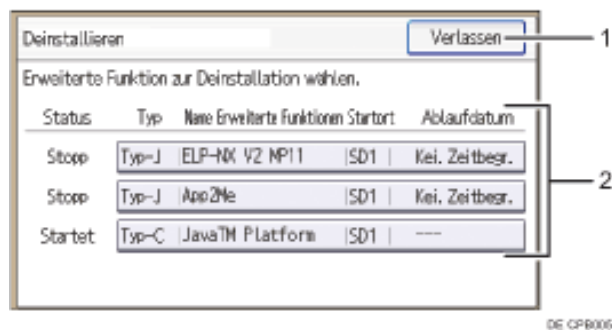 Deinstallieren
Verlassen
1
Erweiterte Funktion zur Deinstallation wählen.
Status Typ Name Erweiterte Funktionen Startort Ablaufdatum
Stopp Typ-J |ELP-NX V2 MP11 |SD1 | Kei. Zeitbegr.
2
Stopp Typ-J |App2Me |SD1 | Kei. Zeitbegr.
Startet Typ-C |JavaTM Platform |SD1 | ---
DE CPB006